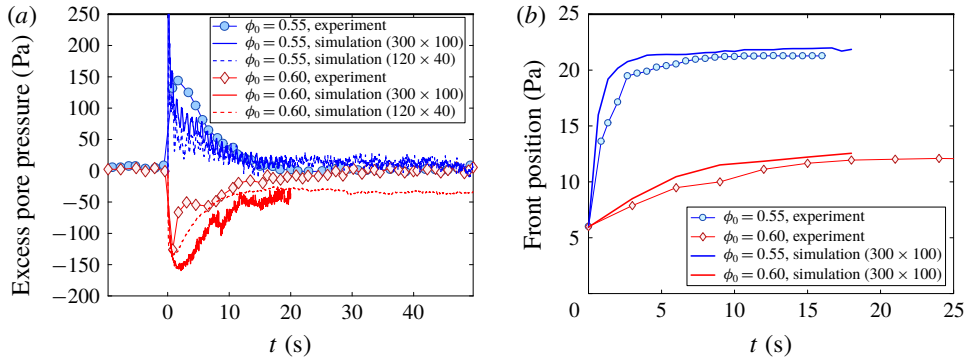 (a)
250
200
150
100
50
0
−50
−100
−150
−200
Excess pore pressure (Pa)
ϕ0 = 0.55, experiment
ϕ0 = 0.55, simulation (300 × 100)
ϕ0 = 0.55, simulation (120 × 40)
ϕ0 = 0.60, experiment
ϕ0 = 0.60, simulation (300 × 100)
ϕ0 = 0.60, simulation (120 × 40)
0 10 20 30 40
t (s)
(b)
25
20
15
10
5
0
Front position (Pa)
ϕ0 = 0.55, experiment
ϕ0 = 0.60, experiment
ϕ0 = 0.55, simulation (300 × 100)
ϕ0 = 0.60, simulation (300 × 100)
0 5 10 15 20 25
t (s)